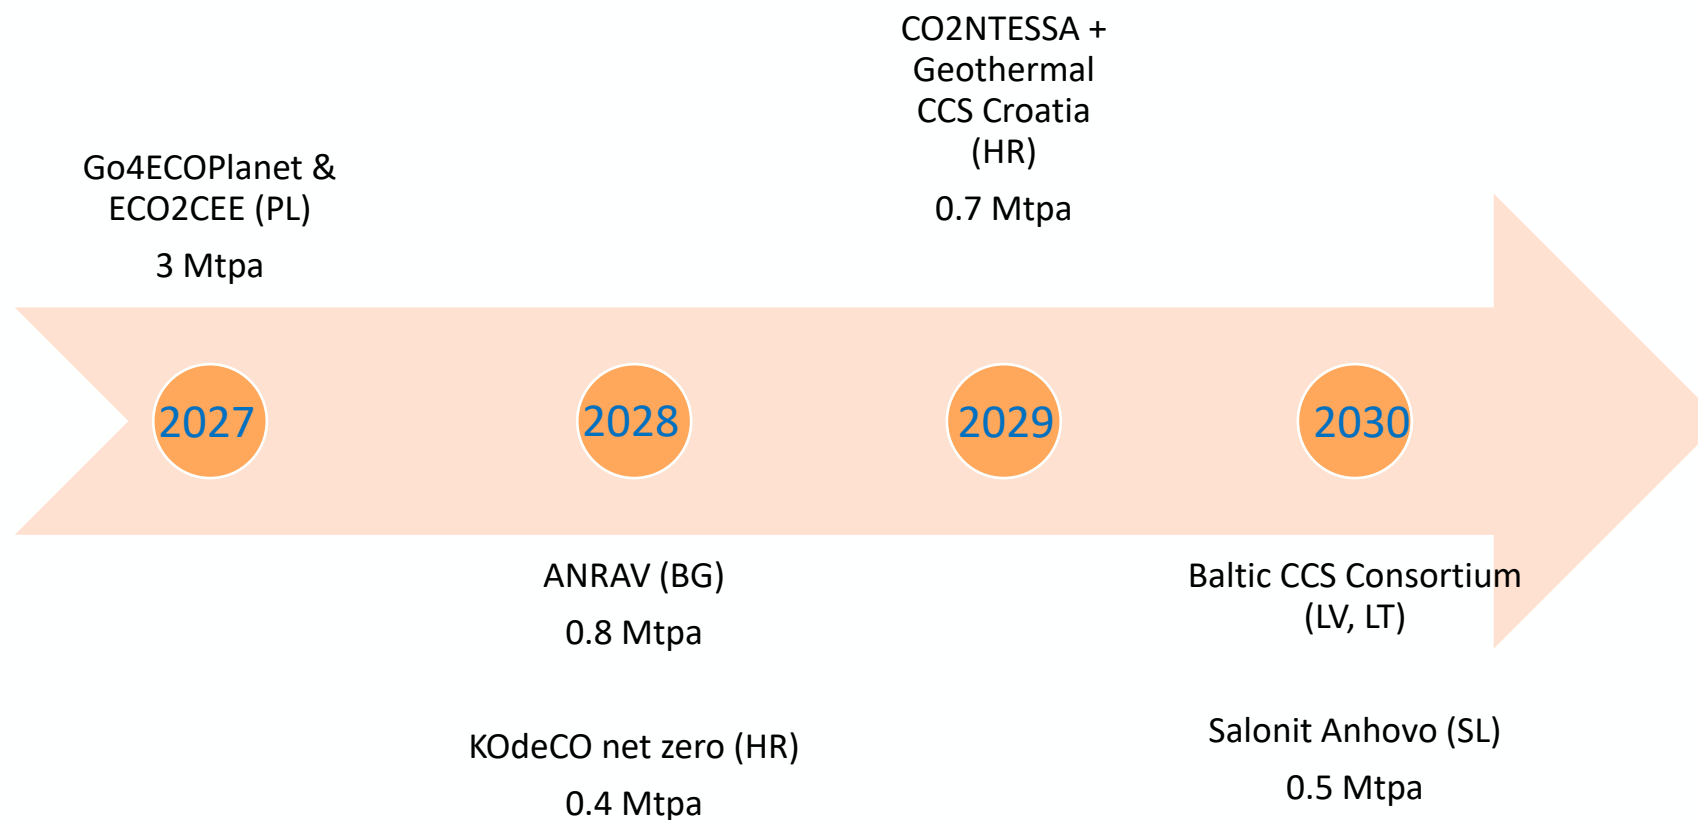 Go4ECOPlanet &
ECO2CEE (PL)
3 Mtpa
CO2NTESSA +
Geothermal
CCS Croatia
(HR)
0.7 Mtpa
2027
2028
2029
2030
ANRAV (BG)
0.8 Mtpa
KOdeCO net zero (HR)
0.4 Mtpa
Baltic CCS Consortium
(LV, LT)
Salonit Anhovo (SL)
0.5 Mtpa